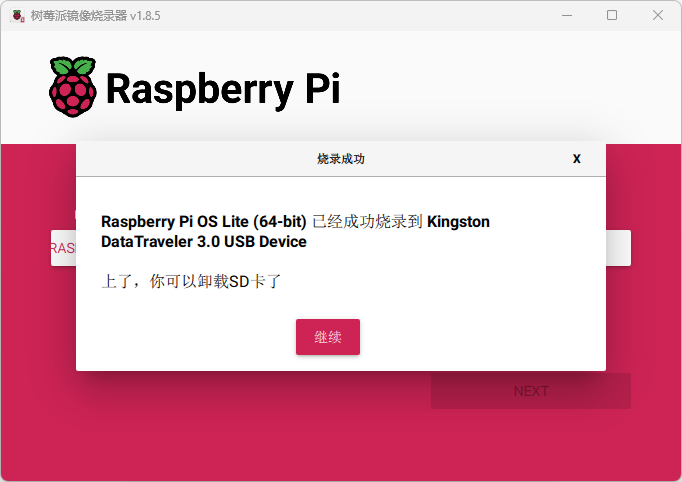 树莓派镜像烧录器 v1.8.5
Raspberry Pi
烧录成功
X
Raspberry Pi OS Lite (64-bit) 已经成功烧录到 Kingston
DataTraveler 3.0 USB Device
上了，你可以卸载SD卡了
继续
NEXT